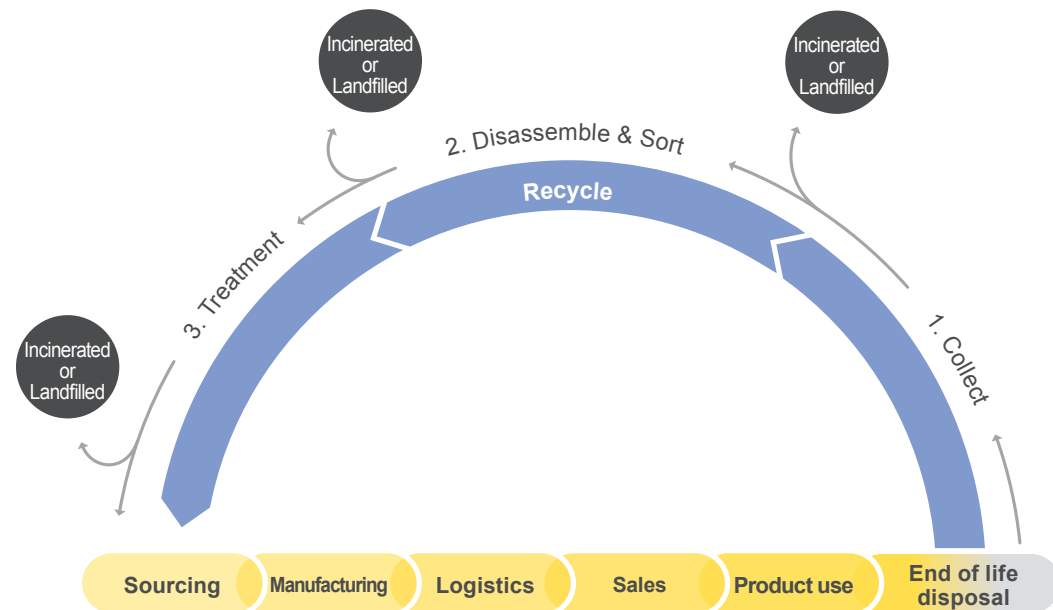 Incinerated
or
Landfilled
Incinerated
or
Landfilled
2. Disassemble & Sort
Recycle
3. Treatment
1. Collect
Incinerated
or
Landfilled
Sourcing
Manufacturing
Logistics
Sales
Product use
End of life
disposal